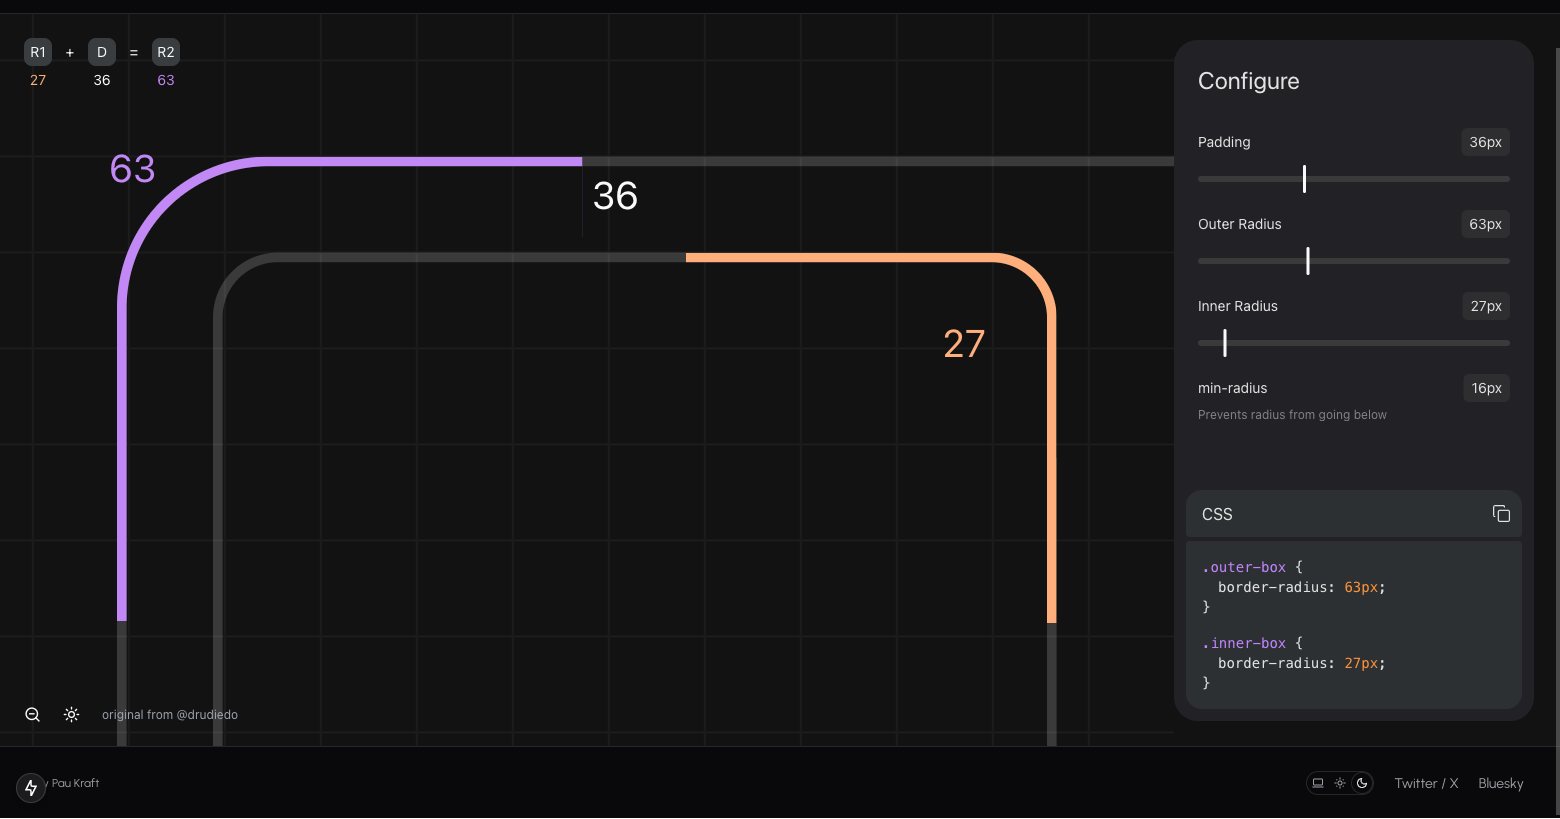 R1 + D = R2
27 36 63
63
36
27
Configure
Padding 36px
Outer Radius 63px
Inner Radius 27px
min-radius 16px
Prevents radius from going below
CSS
.outer-box {
border-radius: 63px;
}
.inner-box {
border-radius: 27px;
}
original from @drudiedo
Pau Kraft
Twitter / X Bluesky